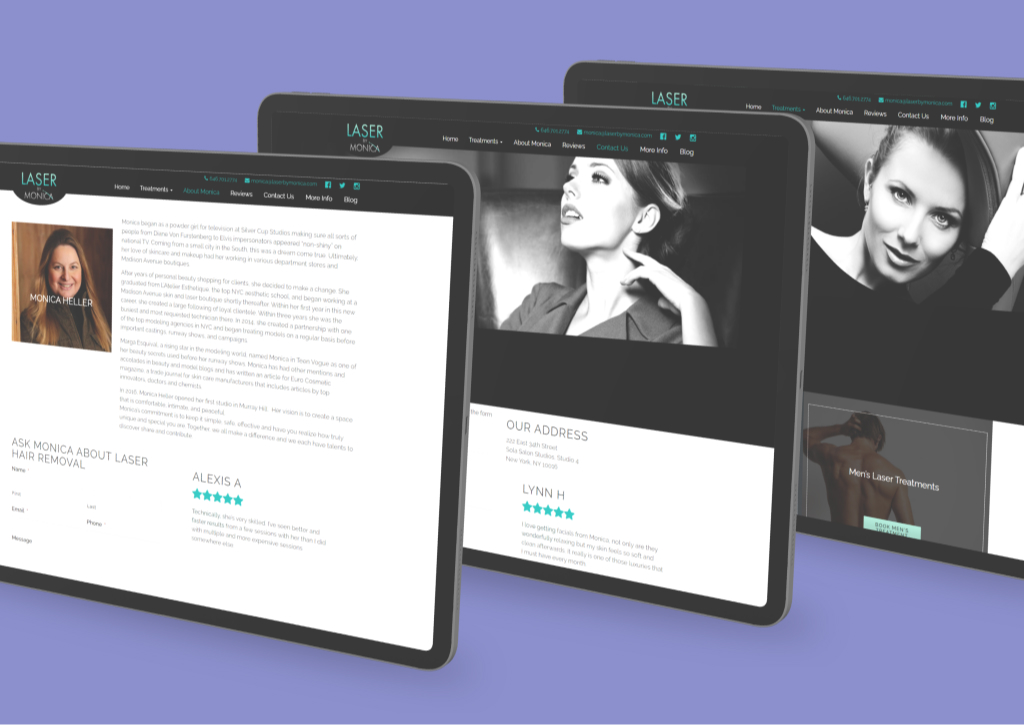 LASER
BY
MONICA
646.701.2774
monica@laserbymonica.com
Home
Treatments
About Monica
Reviews
Contact Us
More Info
Blog
MONICA HELLER
Monica began as a powder girl for television at Silver Cup Studios making sure all sorts of
people from Diane Von Furstenberg to Elvis impersonators appeared "non-shiny" on
national TV. Coming from a small city in the South, this was a dream come true. Ultimately,
her love of skincare and makeup had her working in various department stores and
Madison Avenue boutiques.
After years of personal beauty shopping for clients, she decided to make a change. She
graduated from L'Atelier Esthetique, the top NYC aesthetic school, and began working at a
Madison Avenue skin and laser boutique shortly thereafter. Within her first year in this new
career, she created a large following of loyal clientele. Within three years she was the
busiest and most requested technician there. In 2014, she created a partnership with one
of the top modeling agencies in NYC and began treating models on a regular basis before
important castings, runway shows, and campaigns.
Margo Esquivil, a rising star in the modeling world, named Monica in Teen Vogue as one of
her beauty secrets used before her runway shows. Monica has had other mentions and
accolades in beauty and model blogs and has written an article for Euro Cosmetic
magazine, a trade journal for skin care manufacturers that includes articles by top
innovators, doctors and chemists.
In 2016, Monica Heller opened her first studio in Murray Hill. Her vision is to create a space
that is comfortable, intimate, and peaceful.
Monica's commitment is to keep it simple, safe, effective and have you realize how truly
unique and special you are. Together, we all make a difference and we each have talents to
discover share and contribute.
ASK MONICA ABOUT LASER
HAIR REMOVAL
Name *
First
Last
Email *
Phone *
Message
ALEXIS A
Technically, she's very skilled. I've seen better and
faster results from a few sessions with her than I did
with multiple and more expensive sessions
somewhere else.
LASER
BY
MONICA
monica@laserbymonica.com
Home
Treatments
About Monica
Reviews
Contact Us
More Info
Blog
the form
OUR ADDRESS
222 East 34th Street
Sola Salon Studios, Studio 4
New York, NY 10016
LYNN H
I love getting facials from Monica, not only are they
wonderfully relaxing but my skin feels so soft and
clean afterwards. It really is one of those luxuries that
I must have every month.
LASER
monica@laserbymonica.com
Home
Treatments
About Monica
Reviews
Contact Us
More Info
Blog
Men's Laser Treatments
BOOK MEN'S
TREATMENT